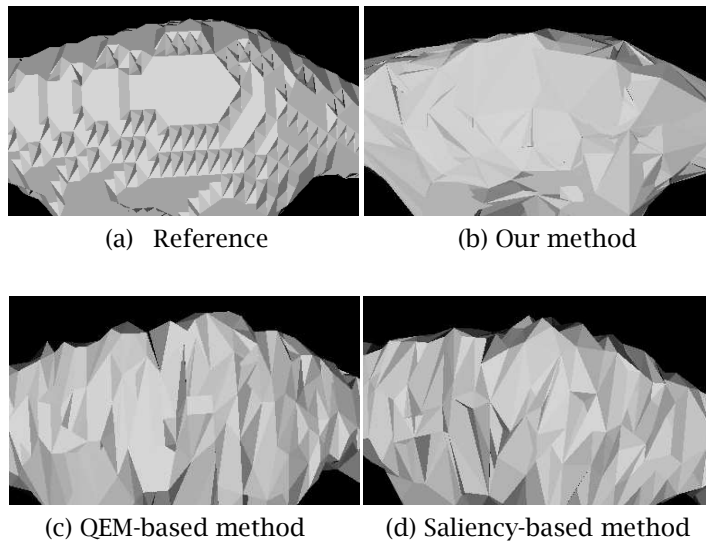 (a) Reference
(b) Our method
(c) QEM-based method
(d) Saliency-based method